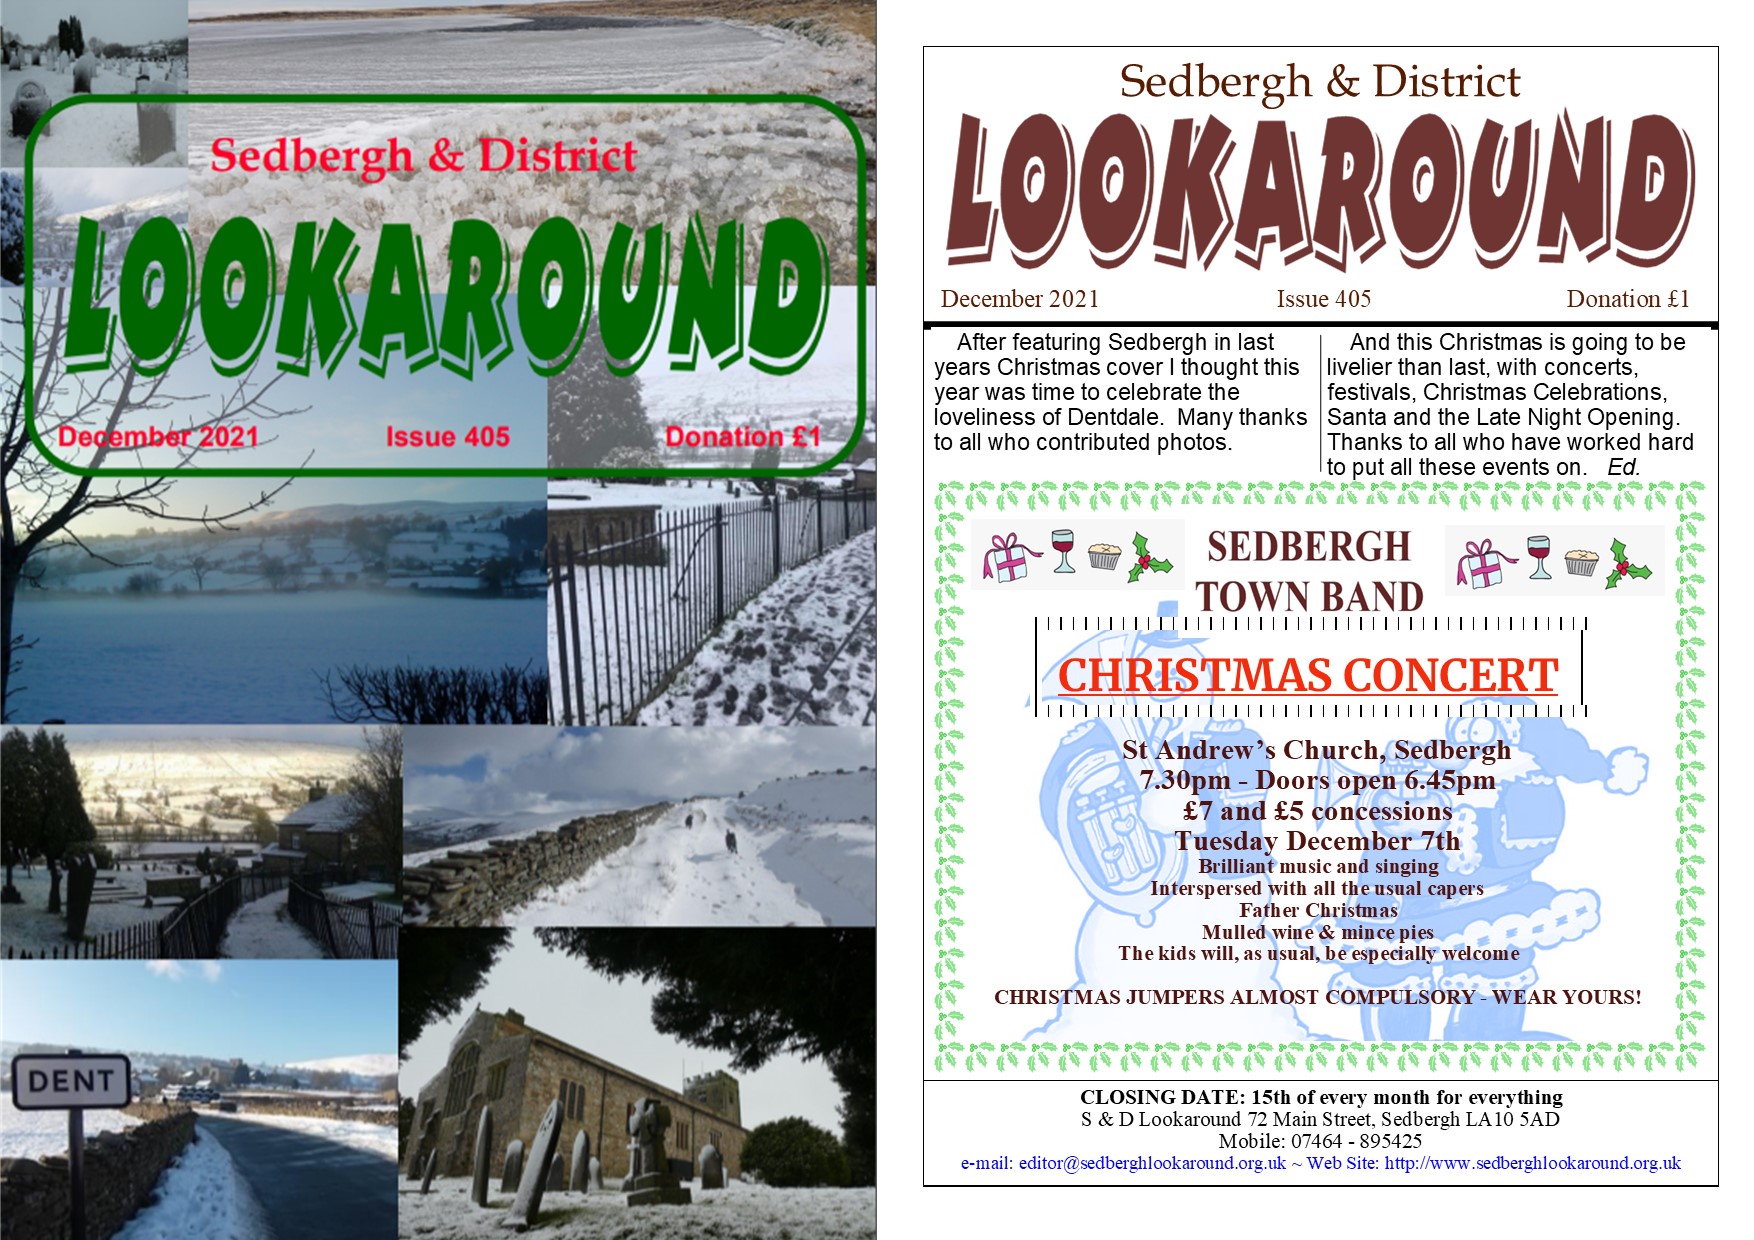 Sedbergh & District
LOOKAROUND
December 2021 Issue 405 Donation £1
DENT
Sedbergh & District
LOOKAROUND
December 2021 Issue 405 Donation £1
After featuring Sedbergh in last
years Christmas cover I thought this
year was time to celebrate the
loveliness of Dentdale. Many thanks
to all who contributed photos.
And this Christmas is going to be
livelier than last, with concerts,
festivals, Christmas Celebrations,
Santa and the Late Night Opening.
Thanks to all who have worked hard
to put all these events on. Ed.
SEDBERGH
TOWN BAND
CHRISTMAS CONCERT
St Andrew’s Church, Sedbergh
7.30pm - Doors open 6.45pm
£7 and £5 concessions
Tuesday December 7th
Brilliant music and singing
Interspersed with all the usual capers
Father Christmas
Mulled wine & mince pies
The kids will, as usual, be especially welcome
CHRISTMAS JUMPERS ALMOST COMPULSORY - WEAR YOURS!
CLOSING DATE: 15th of every month for everything
S & D Lookaround 72 Main Street, Sedbergh LA10 5AD
Mobile: 07464 - 895425
e-mail: editor@sedberghlookaround.org.uk ~ Web Site: http://www.sedberghlookaround.org.uk